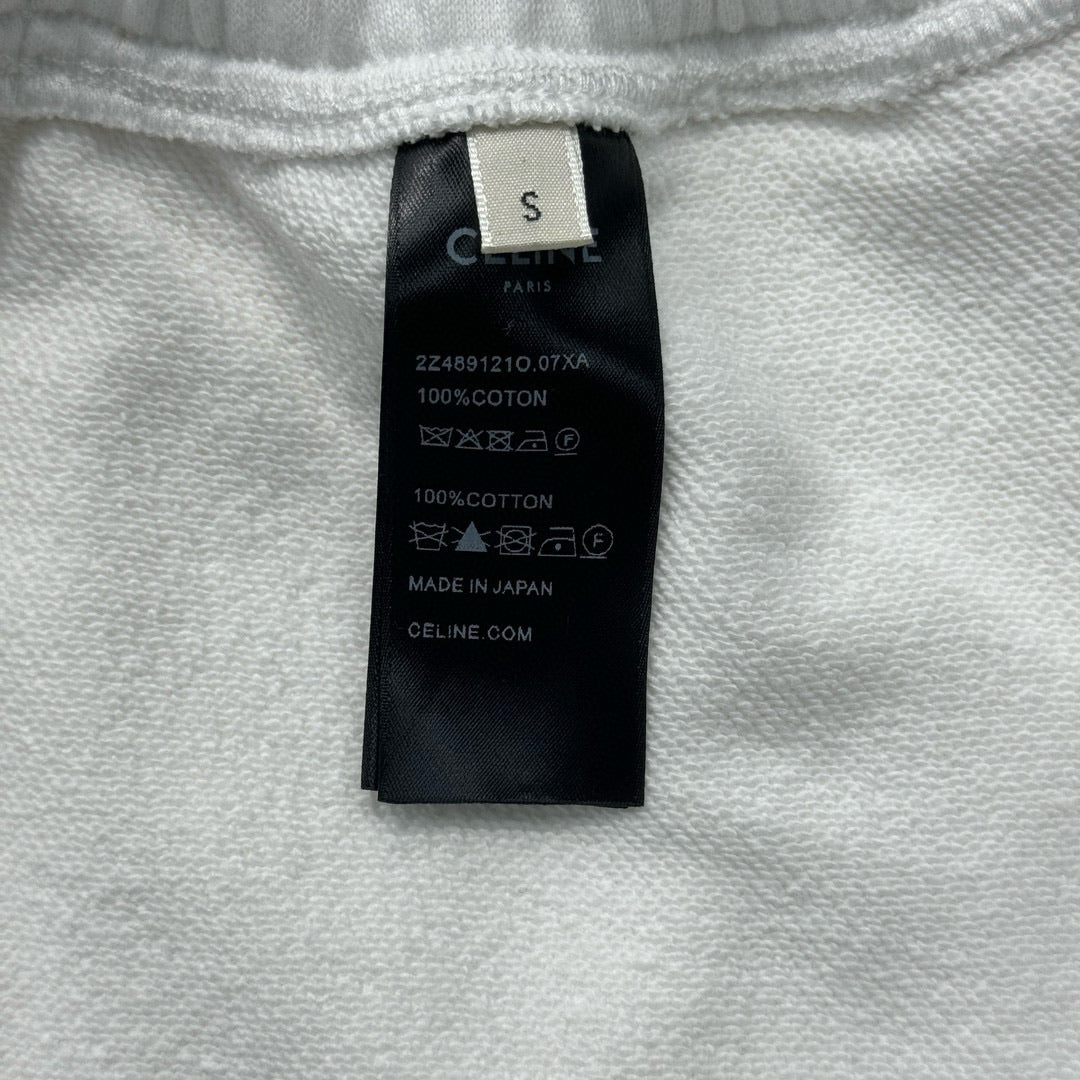 S
CELINE
PARIS
2Z489121O.07XA
100%COTON
F
100%COTTON
F
MADE IN JAPAN
CELINE.COM